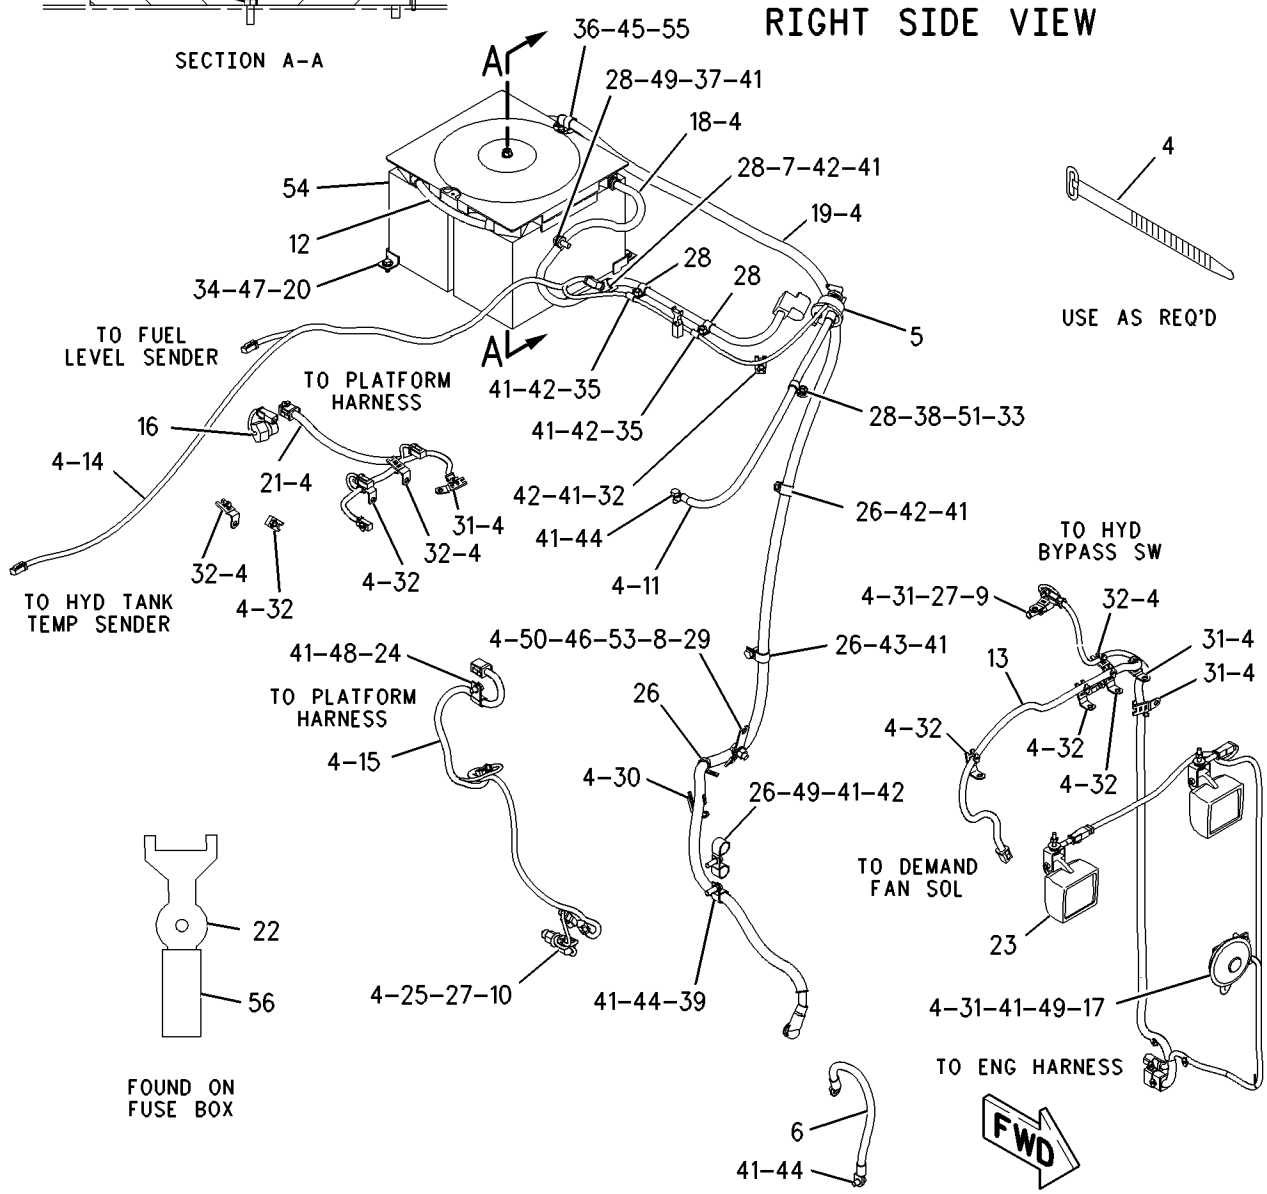 RIGHT SIDE VIEW
SECTION A-A
36-45-55
A
28-49-37-41
18-4
4
28-7-42-41
54
19-4
12
28
34-47-20
28
USE AS REQ'D
TO FUEL
LEVEL SENDER
5
A
TO PLATFORM
HARNESS
41-42-35
28-38-51-33
16
41-42-35
4-14
21-4
42-41-32
26-42-41
31-4
41-44
TO HYD
BYPASS SW
32-4
32-4
4-32
4-11
4-31-27-9
32-4
TO HYD TANK
TEMP SENDER
4-32
4-50-46-53-8-29
26-43-41
31-4
41-48-24
13
31-4
TO PLATFORM
HARNESS
26
4-32
4-32
4-15
4-30
26-49-41-42
4-32
TO DEMAND
FAN SOL
22
23
56
4-25-27-10
41-44-39
4-31-41-49-17
TO ENG HARNESS
FOUND ON
FUSE BOX
6
FWD
41-44